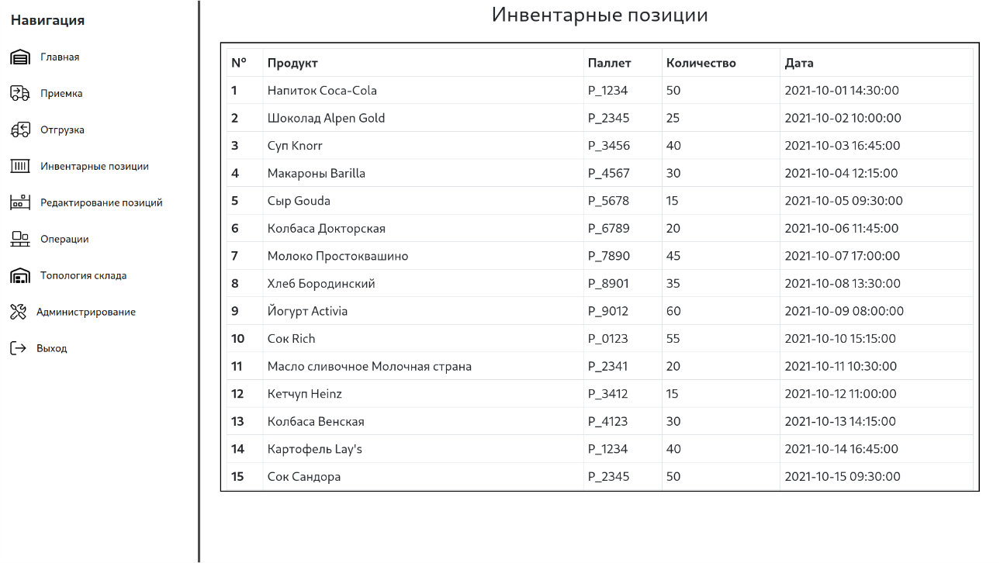 Навигация
Главная
Приемка
Отгрузка
Инвентарные позиции
Редактирование позиций
Операции
Топология склада
Администрирование
Выход
Инвентарные позиции
№ Продукт Паллет Количество Дата
1 Напиток Coca-Cola P_1234 50 2021-10-01 14:30:00
2 Шоколад Alpen Gold P_2345 25 2021-10-02 10:00:00
3 Суп Knorr P_3456 40 2021-10-03 16:45:00
4 Макароны Barilla P_4567 30 2021-10-04 12:15:00
5 Сыр Gouda P_5678 15 2021-10-05 09:30:00
6 Колбаса Докторская P_6789 20 2021-10-06 11:45:00
7 Молоко Простоквашино P_7890 45 2021-10-07 17:00:00
8 Хлеб Бородинский P_8901 35 2021-10-08 13:30:00
9 Йогурт Activia P_9012 60 2021-10-09 08:00:00
10 Сок Rich P_0123 55 2021-10-10 15:15:00
11 Масло сливочное Молочная страна P_2341 20 2021-10-11 10:30:00
12 Кетчуп Heinz P_3412 15 2021-10-12 11:00:00
13 Колбаса Венская P_4123 30 2021-10-13 14:15:00
14 Картофель Lay's P_1234 40 2021-10-14 16:45:00
15 Сок Сандора P_2345 50 2021-10-15 09:30:00